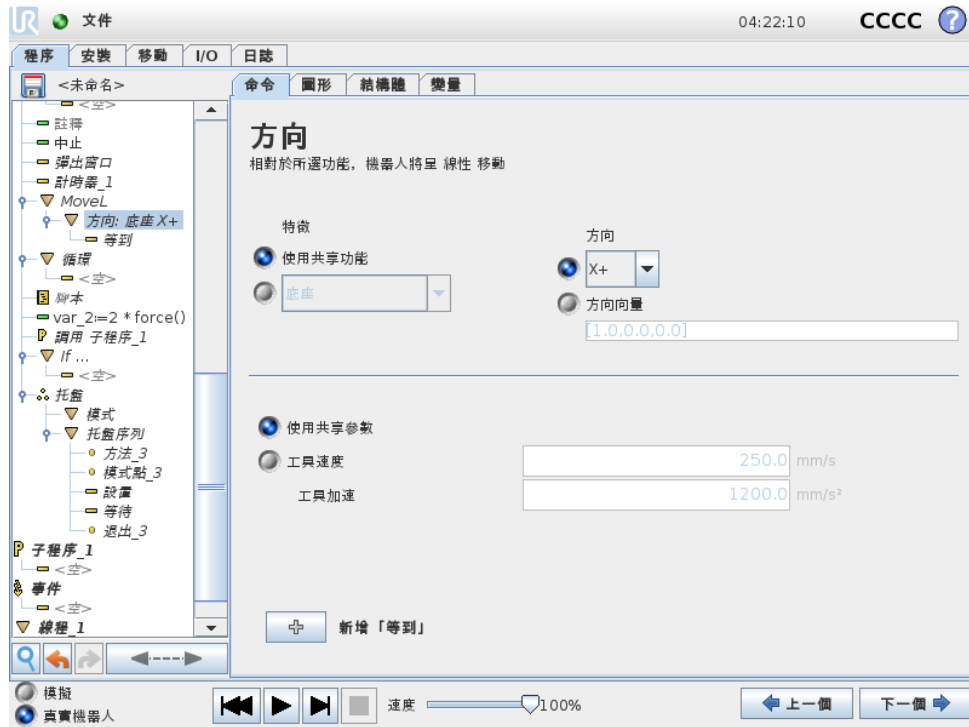 UR
文件
04:22:10
CCCC
?
程序 安裝 移動 I/O 日誌
<未命名>
命令 圖形 結構體 變量
<空>
註釋
中止
彈出窗口
計時器_1
MoveL
方向: 底座 X+
等到
循環
<空>
腳本
var_2:=2 * force()
調用 子程序_1
If ...
<空>
托盤
模式
托盤序列
方法_3
模式點_3
設置
等待
退出_3
子程序_1
<空>
事件
<空>
線程_1
方向
相對於所選功能，機器人將呈 線性 移動
特徵
使用共享功能
底座
方向
X+
方向向量
[1.0,0.0,0.0]
使用共享參數
工具速度
250.0 mm/s
工具加速
1200.0 mm/s²
新增「等到」
模擬
真實機器人
速度
100%
上一個
下一個